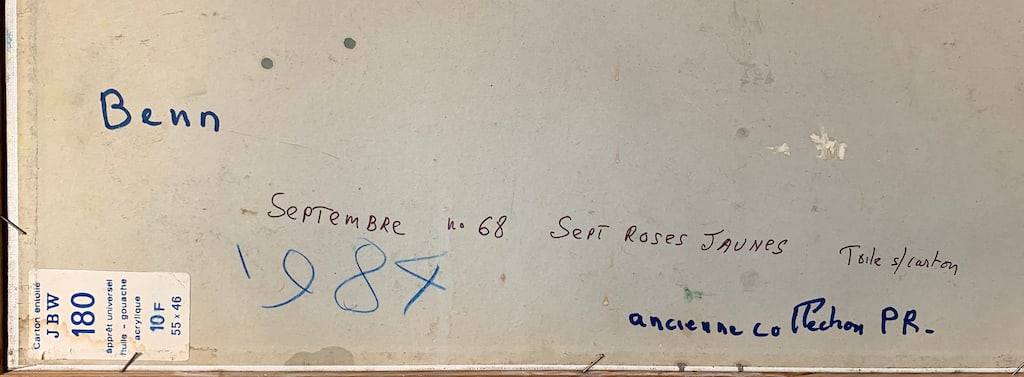 Benn
SEPTEMBRE no 68 SEPT ROSES JAUNES Toile s/carton
1987
ancienne collection PR.
Carton entoilé
JBW
180
apprêt universel
huile - gouache
acrylique
10 F
55 x 46